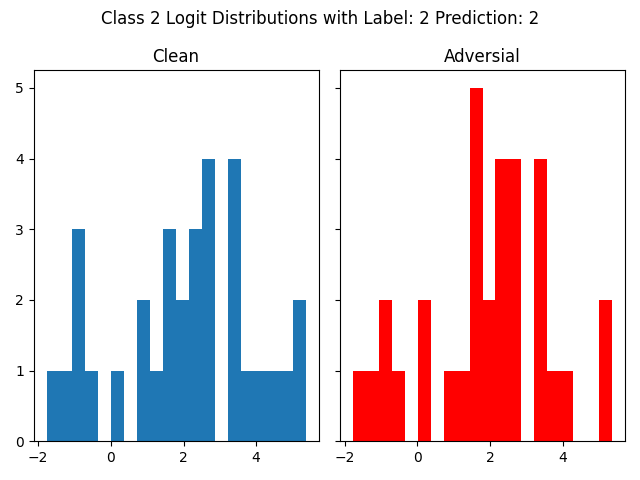 Class 2 Logit Distributions with Label: 2 Prediction: 2
Clean
Adversial
5
4
3
2
1
0
−2 0 2 4
−2 0 2 4